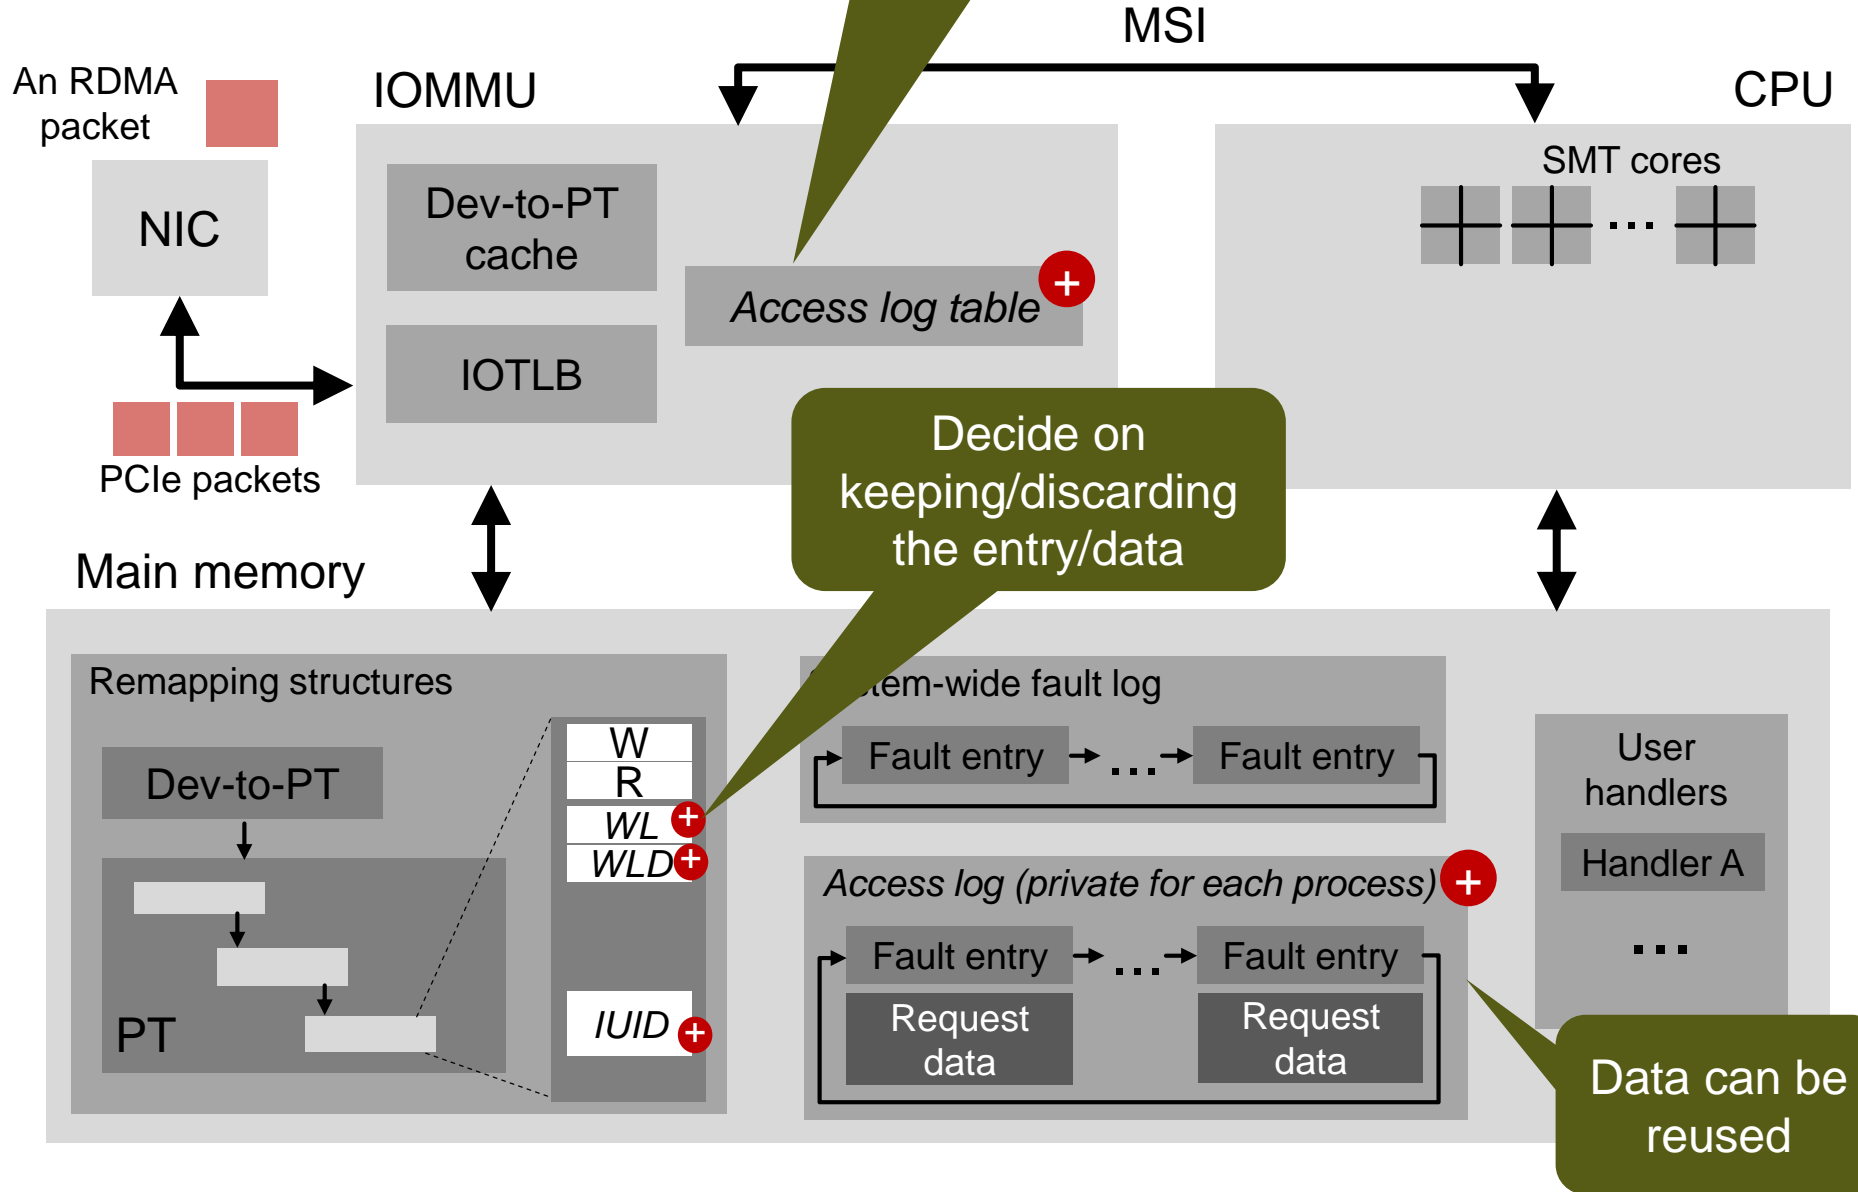 MSI
An RDMA
packet
IOMMU
CPU
SMT cores
NIC
Dev-to-PT
cache
Access log table
+
IOTLB
PCIe packets
Decide on
keeping/discarding
the entry/data
Main memory
Remapping structures
Dev-to-PT
PT
W
R
WL
+
WLD
+
IUID
+
tem-wide fault log
Fault entry
...
Fault entry
Access log (private for each process)
+
Fault entry
...
Fault entry
Request
data
Request
data
User
handlers
Handler A
...
Data can be
reused